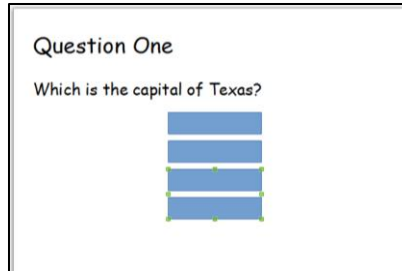 Question One
Which is the capital of Texas?